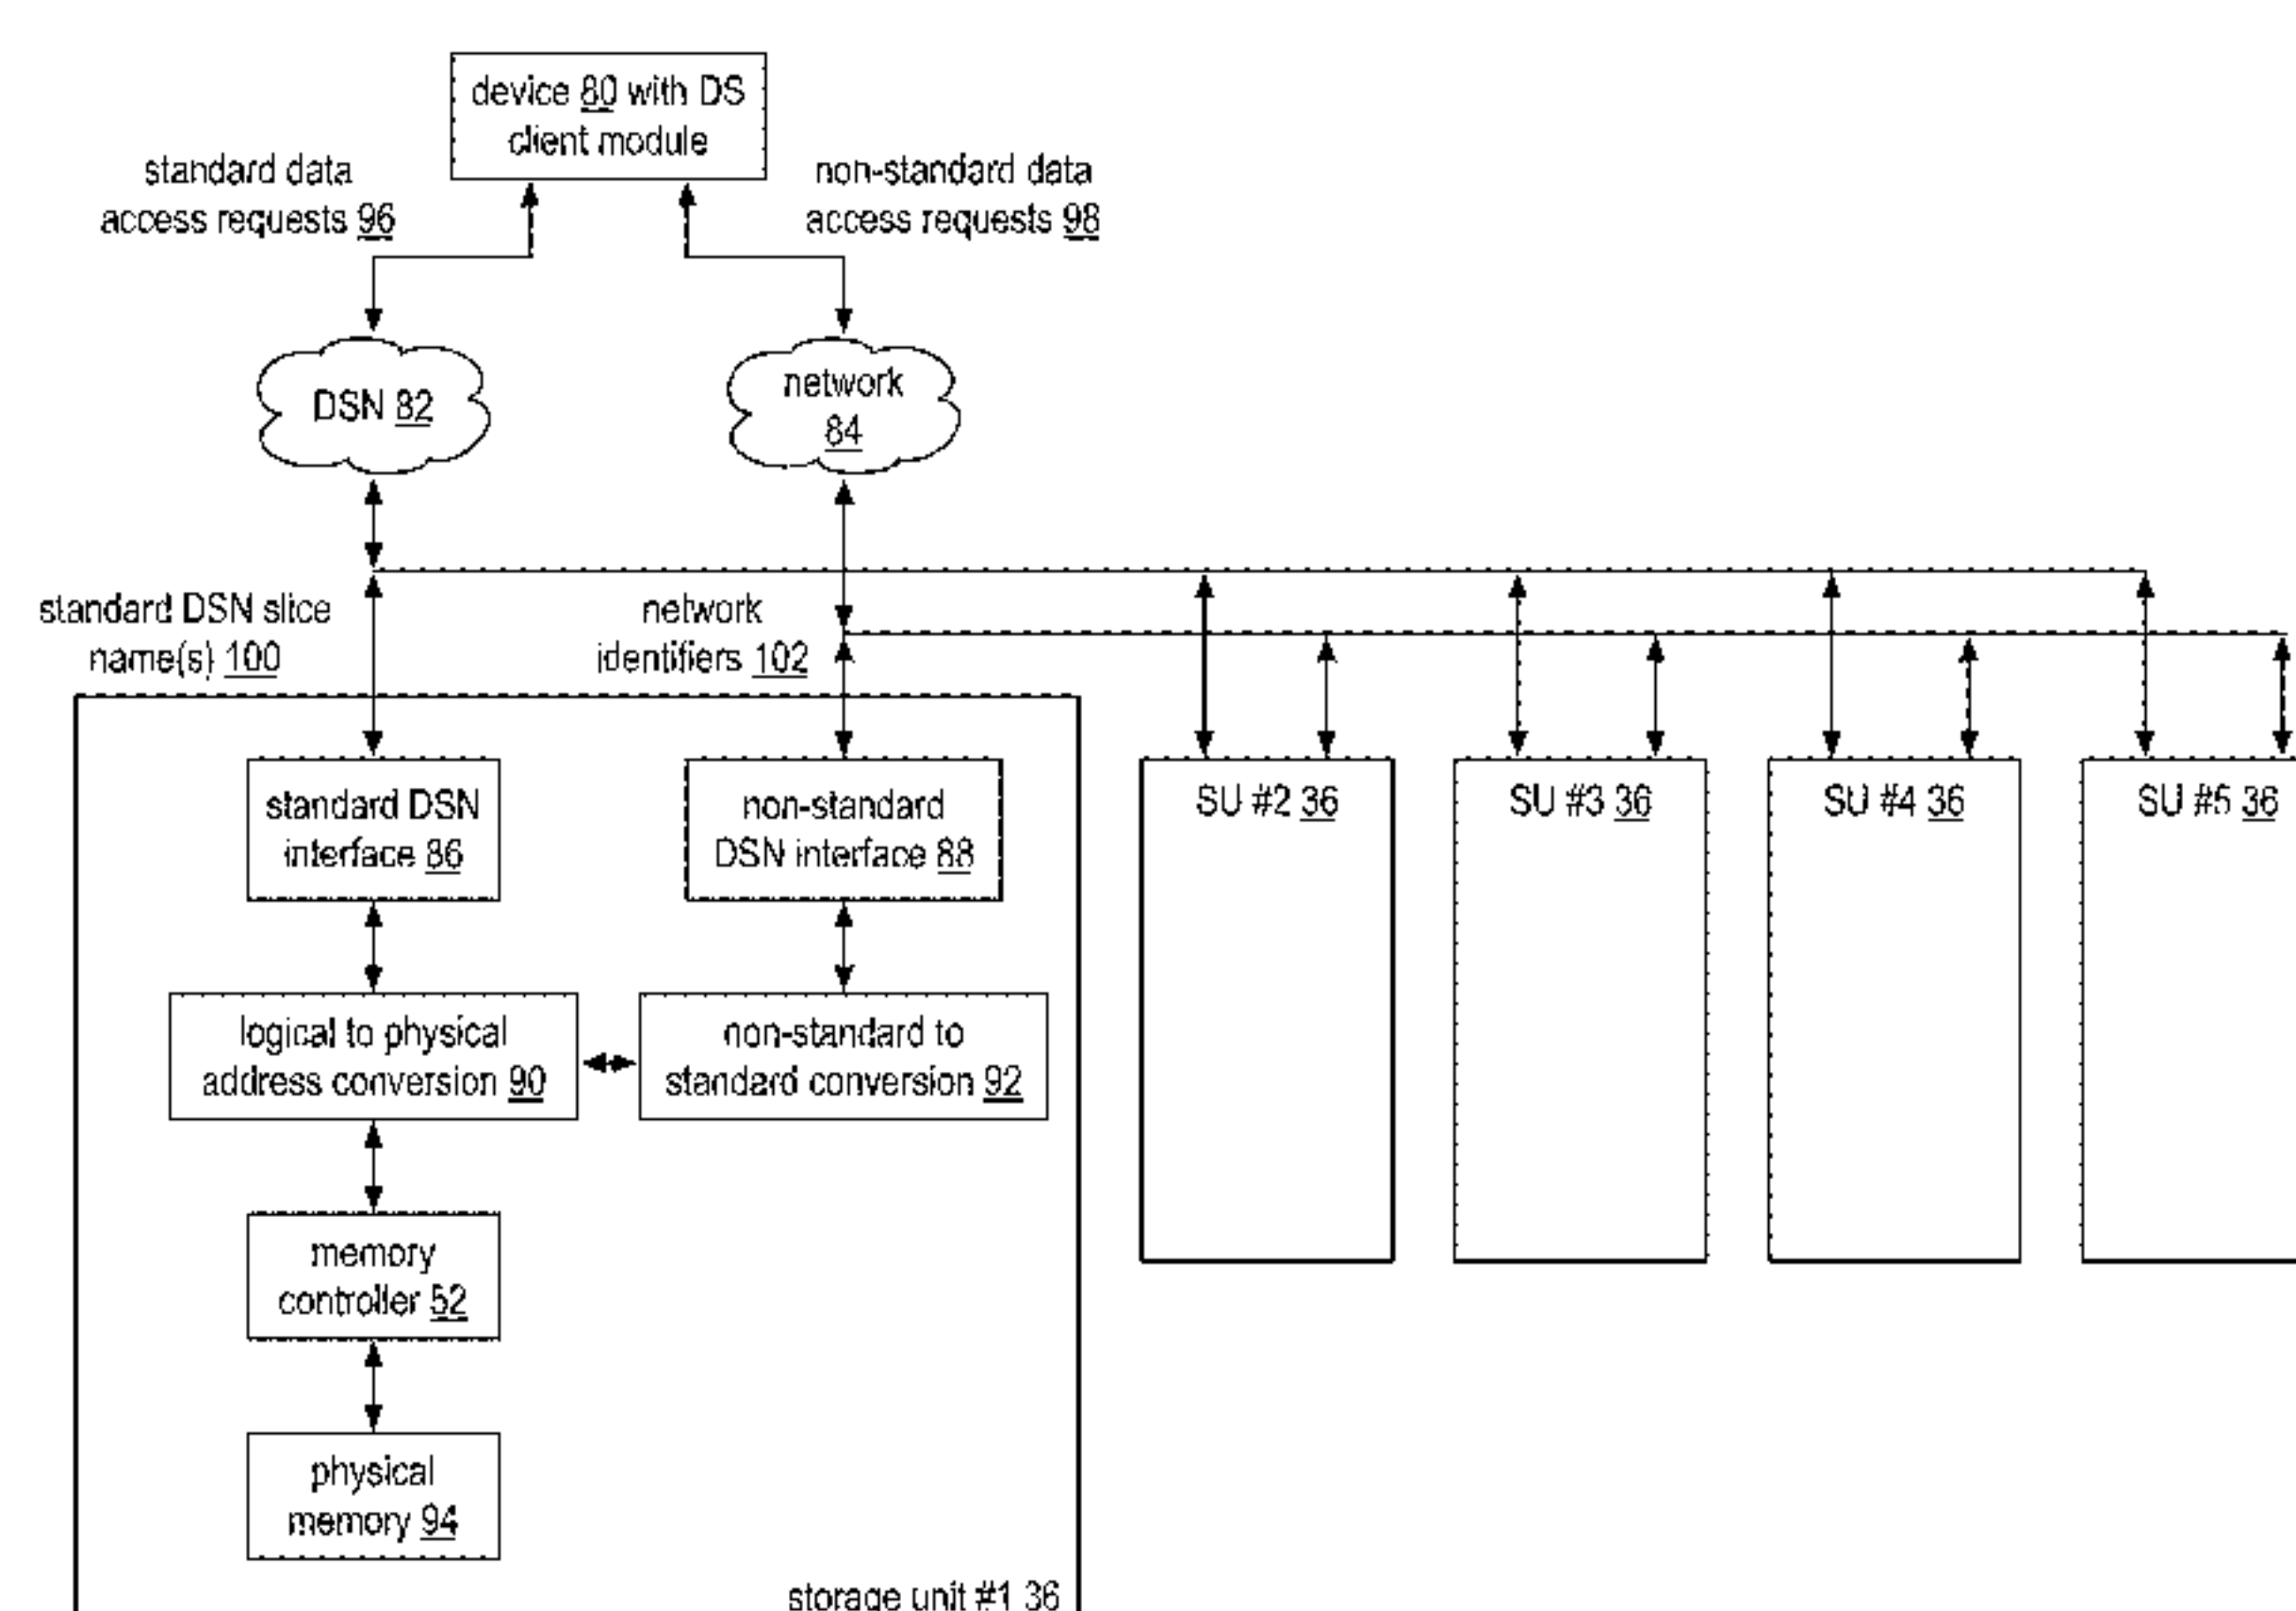 device 80 with DS
client module
standard data
access requests 96
non-standard data
access requests 98
DSN 82
network
84
standard DSN slice
name(s) 100
network
identifiers 102
standard DSN
interface 86
non-standard
DSN interface 88
SU #2 36
SU #3 36
SU #4 36
SU #5 36
logical to physical
address conversion 90
non-standard to
standard conversion 92
memory
controller 52
physical
memory 94
storage unit #1 36